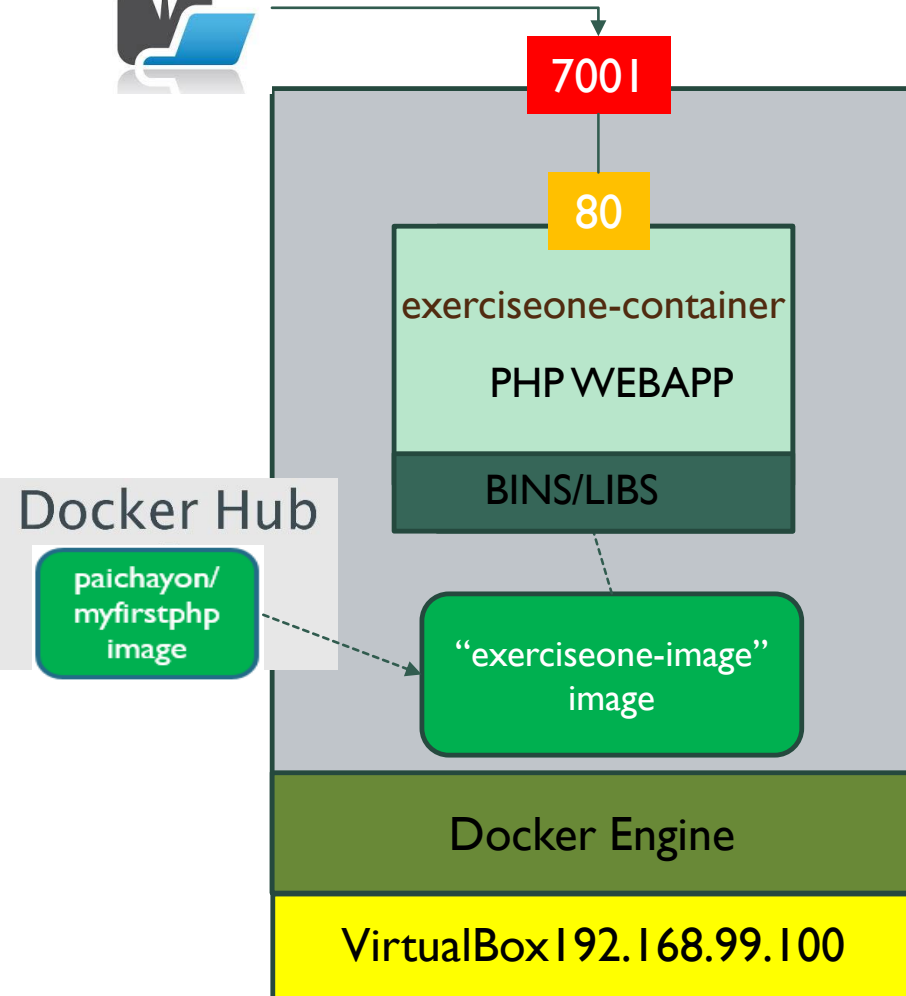 7001
80
exerciseone-container
PHP WEBAPP
BINS/LIBS
Docker Hub
paichayon/
myfirstphp
image
“exerciseone-image”
image
Docker Engine
VirtualBox192.168.99.100